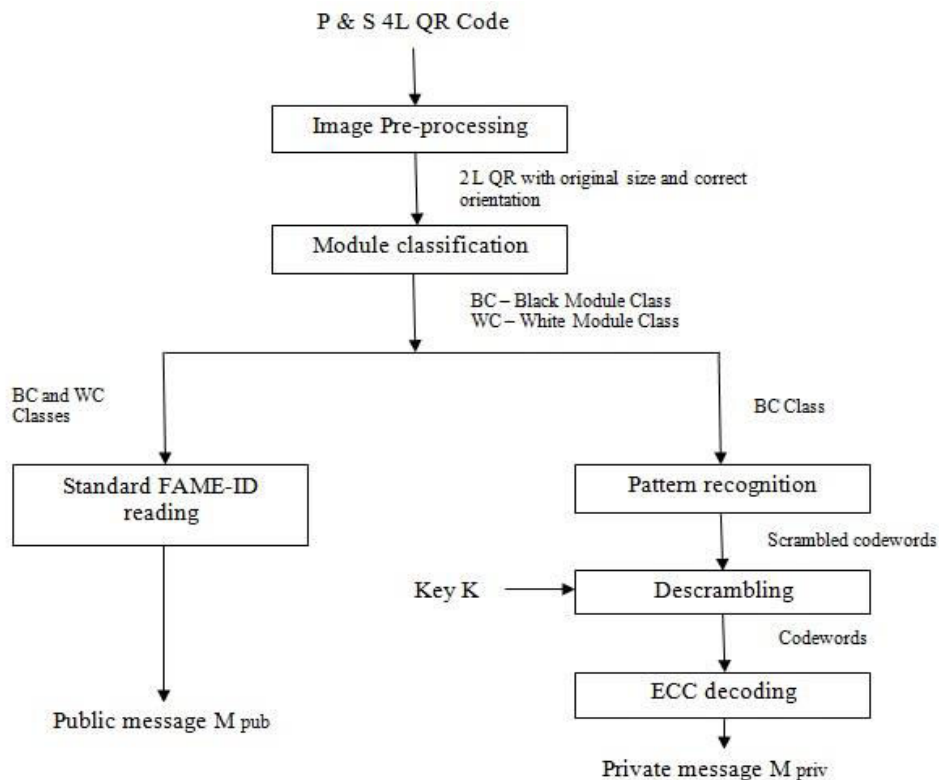 P & S 4L QR Code
Image Pre-processing
2 L QR with original size and correct
orientation
Module classification
BC – Black Module Class
WC – White Module Class
BC and WC
Classes
BC Class
Standard FAME-ID
reading
Pattern recognition
Scrambled codewords
Key K
Descrambling
Codewords
ECC decoding
Public message M pub
Private message M priv